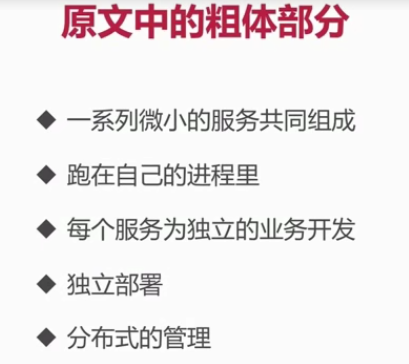 原文中的粗体部分
◆ 一系列微小的服务共同组成
◆ 跑在自己的进程里
◆ 每个服务为独立的业务开发
◆ 独立部署
◆ 分布式的管理